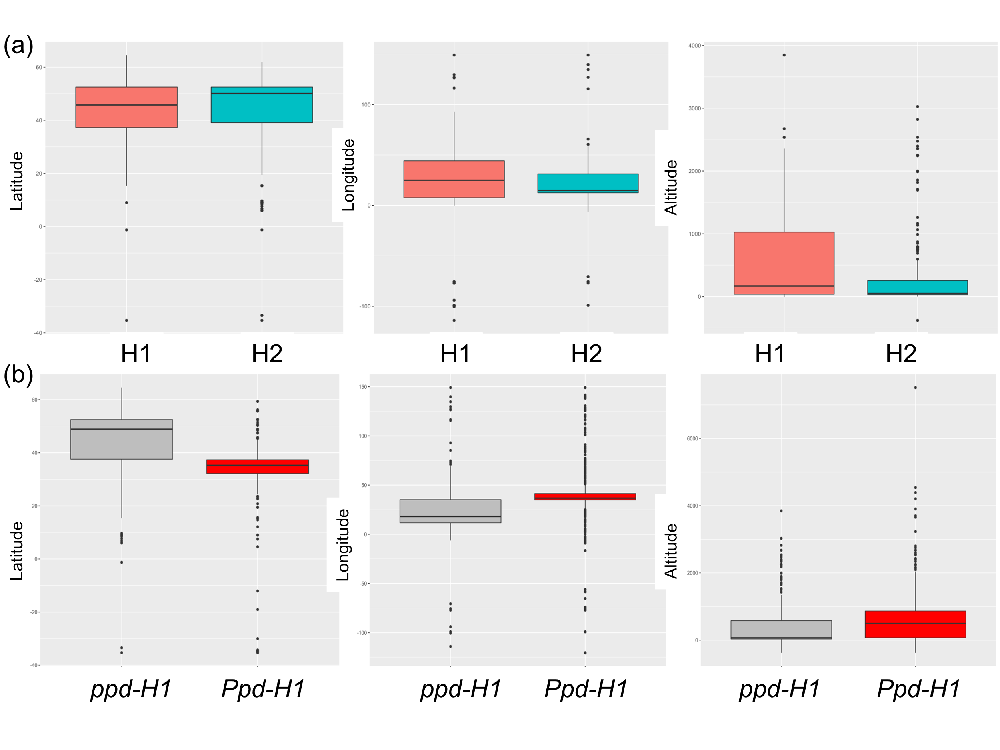 (a)
Latitude
60
40
20
0
-20
-40
H1
H2
Longitude
100
0
-100
H1
H2
Altitude
4000
3000
2000
1000
0
H1
H2
(b)
Latitude
60
40
20
0
-20
-40
ppd-H1
Ppd-H1
Longitude
150
100
50
0
-50
-100
ppd-H1
Ppd-H1
Altitude
6000
4000
2000
0
ppd-H1
Ppd-H1